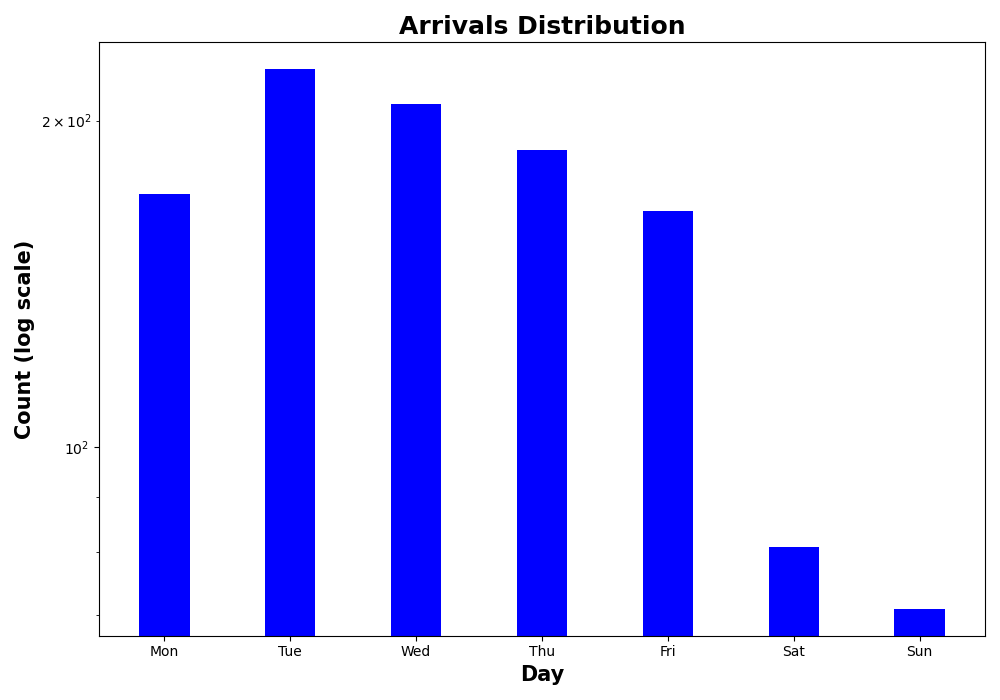 Arrivals Distribution
Count (log scale)
2 × 10²
10²
Mon Tue Wed Thu Fri Sat Sun
Day